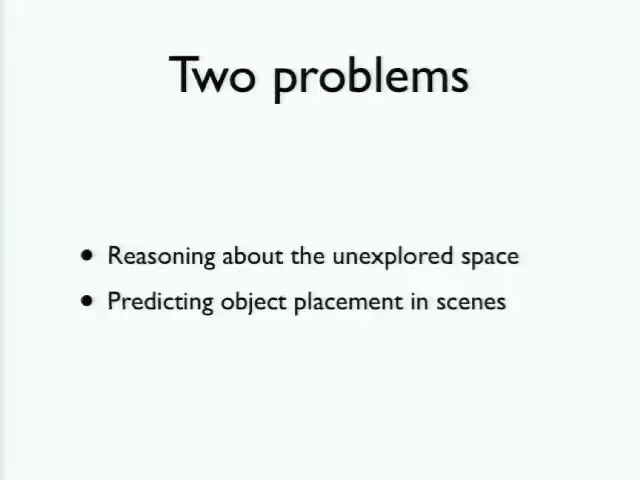 Two problems
• Reasoning about the unexplored space
• Predicting object placement in scenes